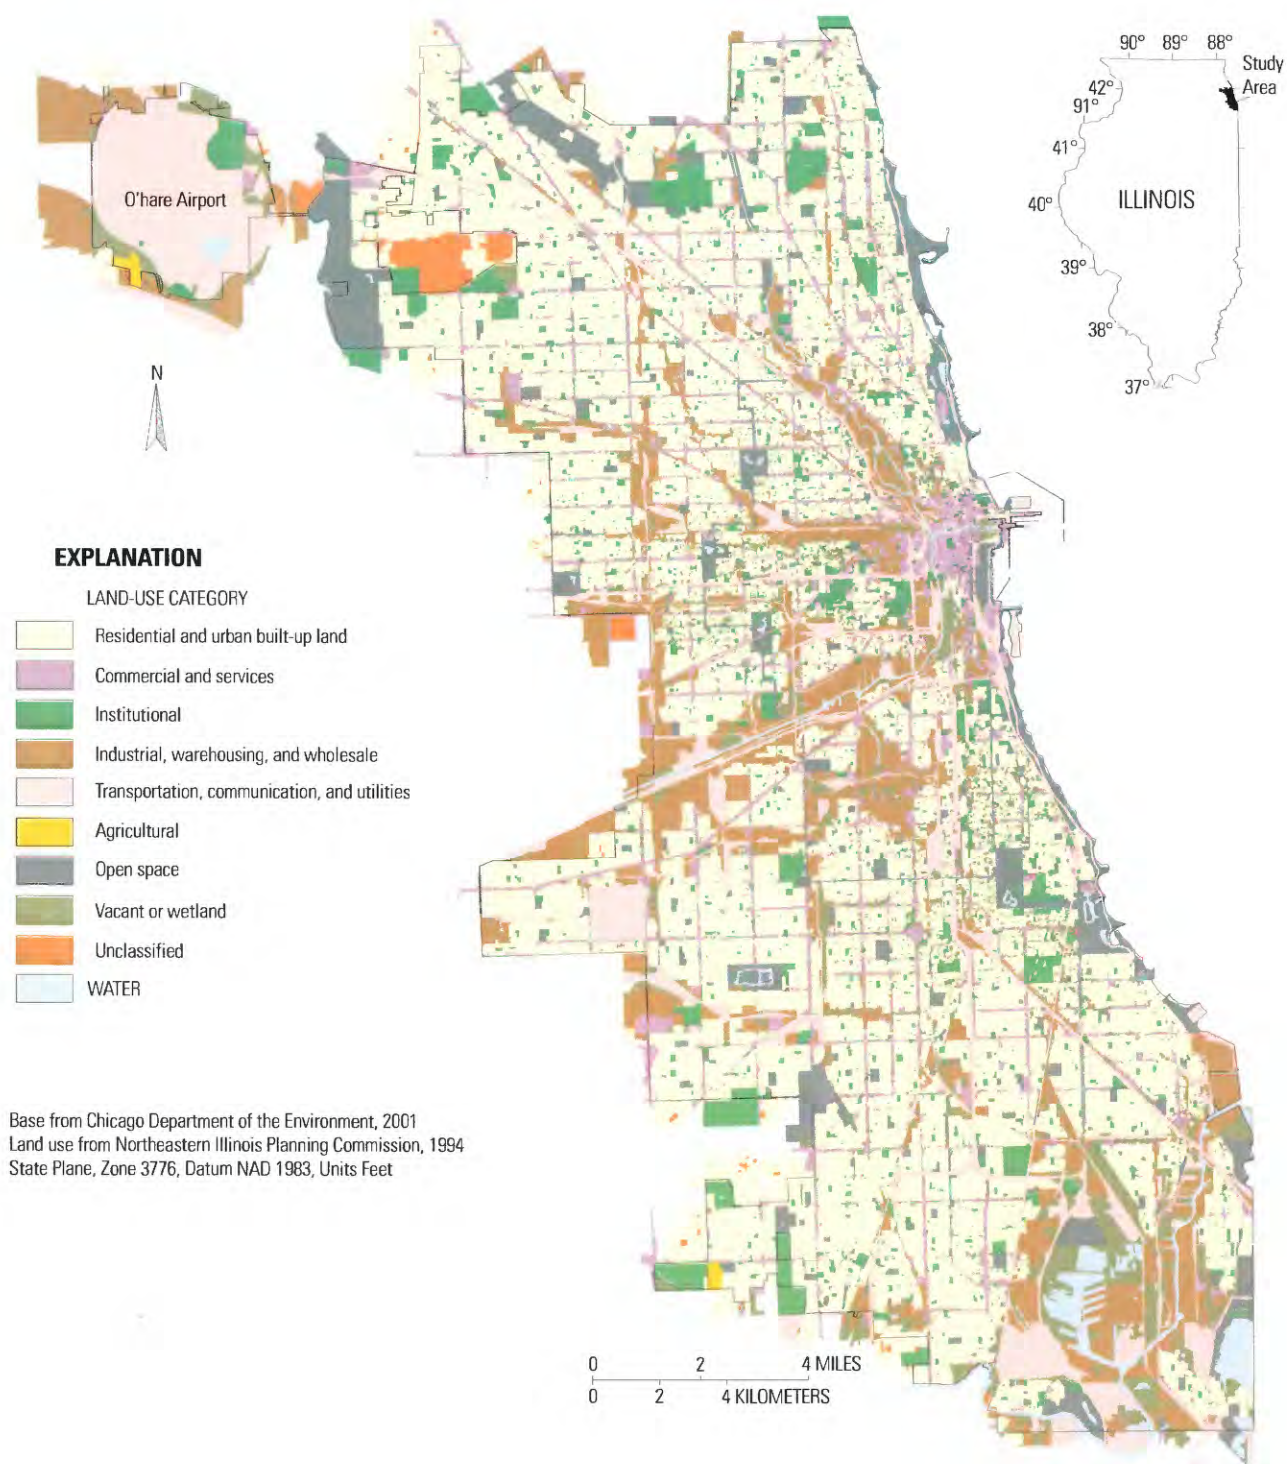 90° 89° 88°
Study
Area
42°
91°
41°
40°
ILLINOIS
39°
38°
37°
O'hare Airport
N
EXPLANATION
LAND-USE CATEGORY
Residential and urban built-up land
Commercial and services
Institutional
Industrial, warehousing, and wholesale
Transportation, communication, and utilities
Agricultural
Open space
Vacant or wetland
Unclassified
WATER
Base from Chicago Department of the Environment, 2001
Land use from Northeastern Illinois Planning Commission, 1994
State Plane, Zone 3776, Datum NAD 1983, Units Feet
0 2 4 MILES
0 2 4 KILOMETERS